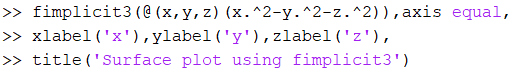 >> fimplicit3(@(x,y,z)(x.^2-y.^2-z.^2)),axis equal,
>> xlabel('x'),ylabel('y'),zlabel('z'),
>> title('Surface plot using fimplicit3')